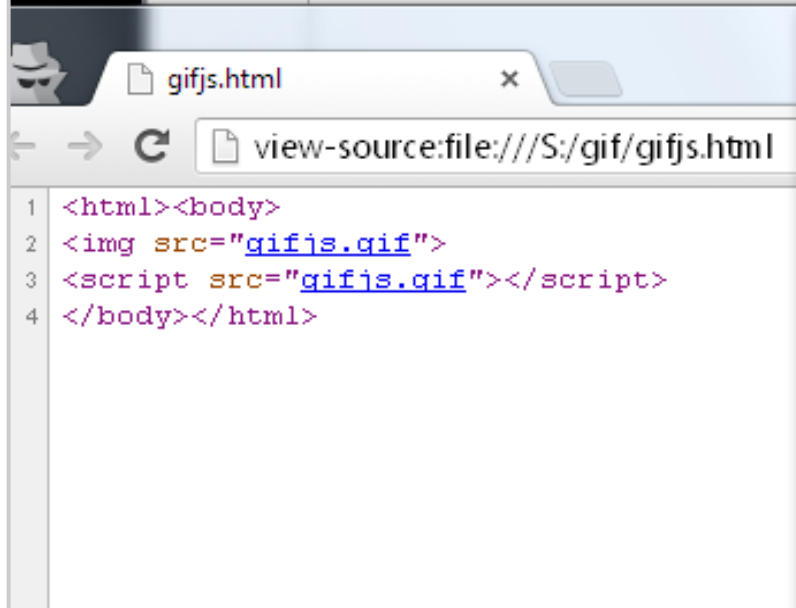 gifjs.html
view-source:file:///S:/gif/gifjs.html
1 <html><body>
2 <img src="gifjs.gif">
3 <script src="gifjs.gif"></script>
4 </body></html>